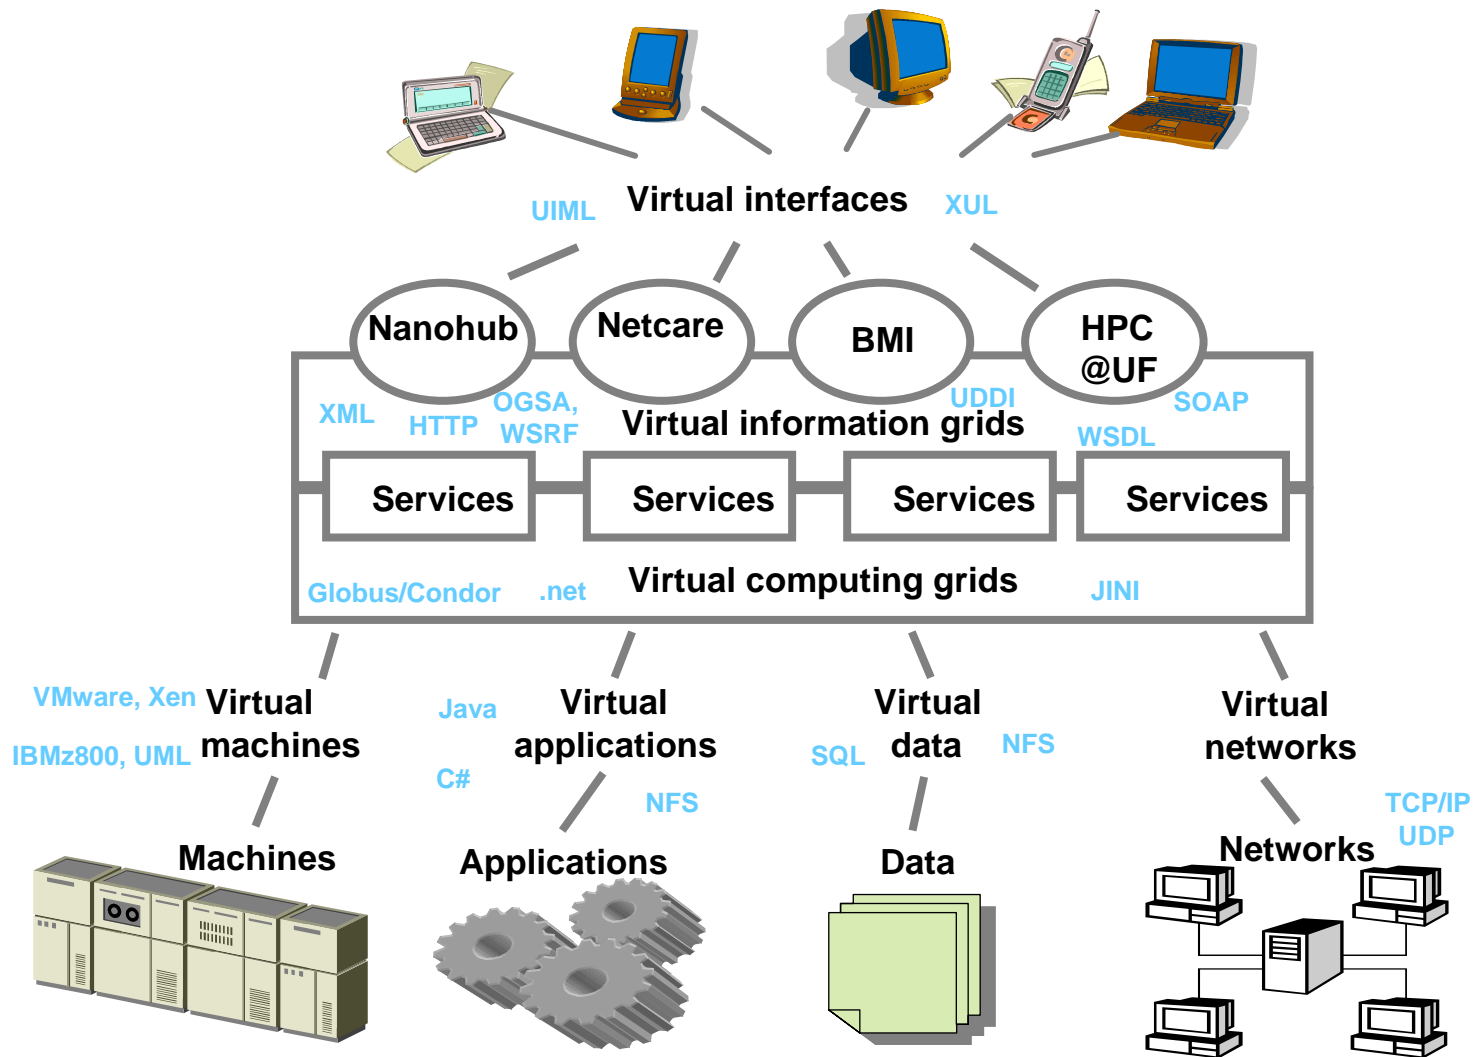 UIML
Virtual interfaces
XUL
Nanohub
Netcare
BMI
HPC
@UF
XML
HTTP
OGSA,
WSRF
Virtual information grids
UDDI
WSDL
SOAP
Services
Services
Services
Services
Globus/Condor
.net
Virtual computing grids
JINI
VMware, Xen
IBMz800, UML
Virtual
machines
Java
C#
Virtual
applications
NFS
SQL
Virtual
data
NFS
Virtual
networks
TCP/IP
UDP
Machines
Applications
Data
Networks